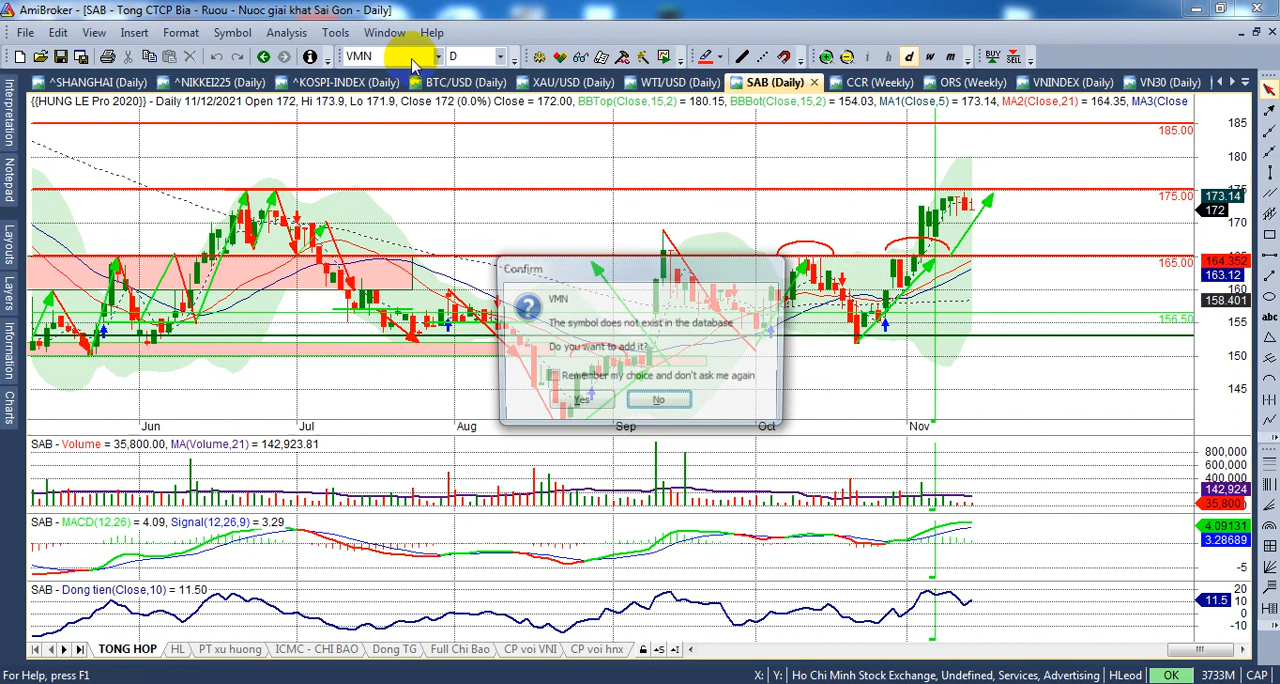 AmiBroker - [SAB - Tong CTCP Bia - Ruou - Nuoc giai khat Sai Gon - Daily]
File Edit View Insert Format Symbol Analysis Tools Window Help
VMN D
d w m BUY SELL
^SHANGHAI (Daily) ^NIKKEI225 (Daily) ^KOSPI-INDEX (Daily) BTC/USD (Daily) XAU/USD (Daily) WTI/USD (Daily) SAB (Daily) CCR (Weekly) ORS (Weekly) VNINDEX (Daily) VN30 (Daily)
{{HUNG LE Pro 2020}} - Daily 11/12/2021 Open 172, Hi 173.9, Lo 171.9, Close 172 (0.0%) Close = 172.00, BBTop(Close,15,2) = 180.15, BBBot(Close,15,2) = 154.03, MA1(Close,5) = 173.14, MA2(Close,21) = 164.35, MA3(Close
Interpretation
Notepad
Layouts
Layers
Information
Charts
185.00
175.00
165.00
156.50
185
180
175
173.14
172
170
165
164.352
163.12
160
158.401
155
150
145
abc
Confirm
VMN
The symbol does not exist in the database
Do you want to add it?
Remember my choice and don't ask me again
Yes No
Jun Jul Aug Sep Oct Nov
SAB - Volume = 35,800.00, MA(Volume,21) = 142,923.81
800,000
600,000
400,000
142,924
35,800
SAB - MACD(12,26) = 4.09, Signal(12,26,9) = 3.29
4.09131
3.28689
-5
SAB - Dong tien(Close,10) = 11.50
20
11.5
10
0
-10
TONG HOP HL PT xu huong ICMC - CHI BAO Dong TG Full Chi Bao CP voi VNI CP voi hnx
For Help, press F1 X: Y: Ho Chi Minh Stock Exchange, Undefined, Services, Advertising HLeod OK 3733M CAP